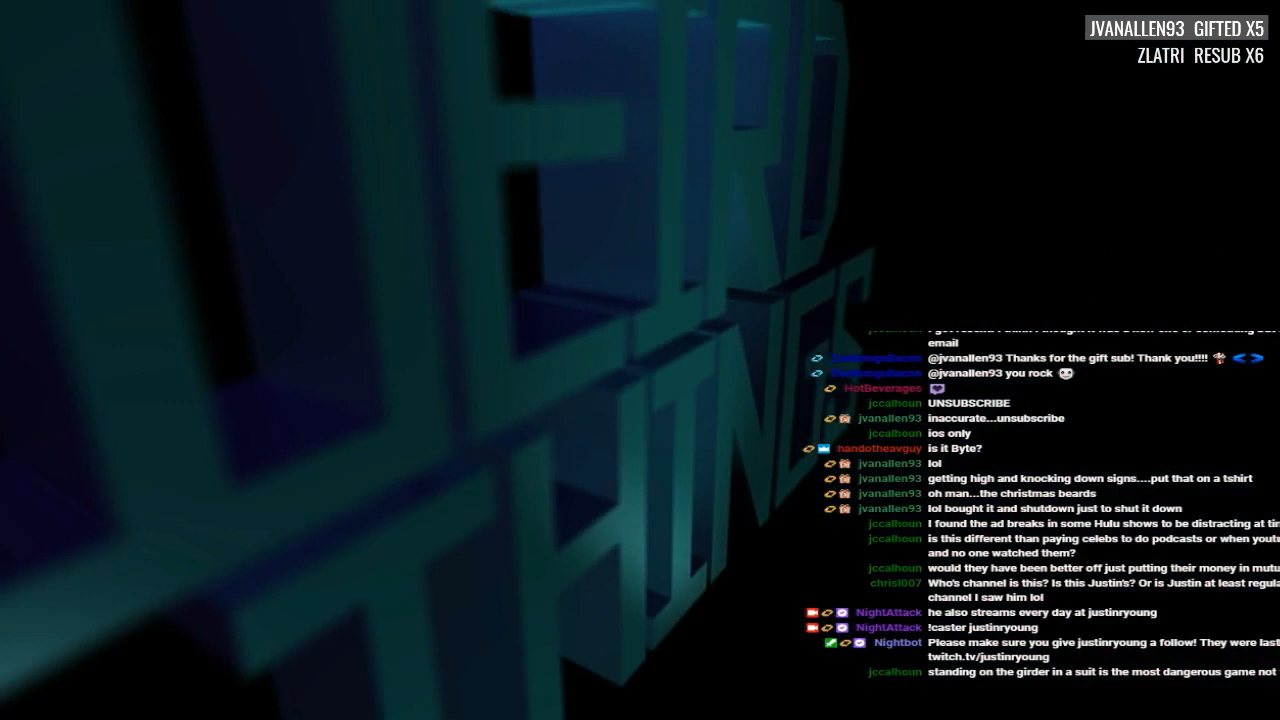 JVANALLEN93 GIFTED X5
ZLATRI RESUB X6
WEIRD
THINGS
email
@jvanallen93 Thanks for the gift sub! Thank you!!!!
@jvanallen93 you rock
HotBeverages
jccalhoun UNSUBSCRIBE
jvanallen93 inaccurate...unsubscribe
jccalhoun ios only
handotheavguy is it Byte?
jvanallen93 lol
jvanallen93 getting high and knocking down signs....put that on a tshirt
jvanallen93 oh man...the christmas beards
jvanallen93 lol bought it and shutdown just to shut it down
jccalhoun I found the ad breaks in some Hulu shows to be distracting at
jccalhoun is this different than paying celebs to do podcasts or when
and no one watched them?
jccalhoun would they have been better off just putting their money in
chrisl007 Who's channel is this? Is this Justin's? Or is Justin at least
channel I saw him lol
NightAttack he also streams every day at justinryoung
NightAttack !caster justinryoung
Nightbot Please make sure you give justinryoung a follow! They were last
twitch.tv/justinryoung
jccalhoun standing on the girder in a suit is the most dangerous game not